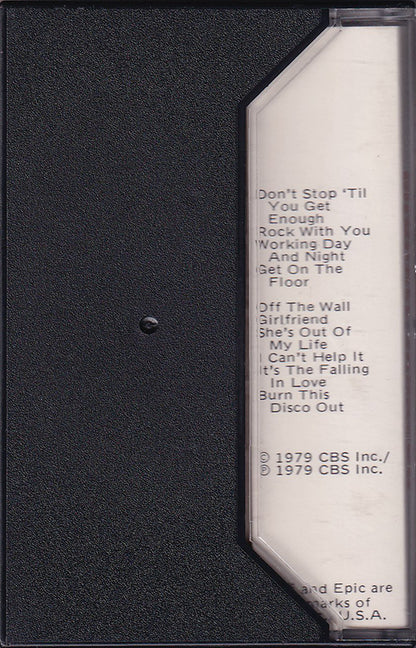 Don't Stop 'Til
You Get
Enough
Rock With You
Working Day
And Night
Get On The
Floor
Off The Wall
Girlfriend
She's Out Of
My Life
I Can't Help It
It's The Falling
In Love
Burn This
Disco Out
© 1979 CBS Inc./
℗ 1979 CBS Inc.
and Epic are
of
U.S.A.